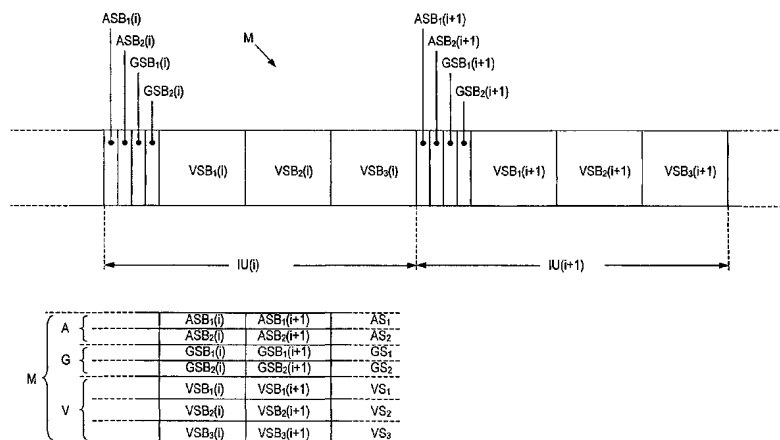 ASB₁(i)
ASB₂(i)
GSB₁(i)
GSB₂(i)
M
ASB₁(i+1)
ASB₂(i+1)
GSB₁(i+1)
GSB₂(i+1)
VSB₁(i) VSB₂(i) VSB₃(i) VSB₁(i+1) VSB₂(i+1) VSB₃(i+1)
IU(i) IU(i+1)
M
A
ASB₁(i) ASB₁(i+1) AS₁
ASB₂(i) ASB₂(i+1) AS₂
G
GSB₁(i) GSB₁(i+1) GS₁
GSB₂(i) GSB₂(i+1) GS₂
V
VSB₁(i) VSB₁(i+1) VS₁
VSB₂(i) VSB₂(i+1) VS₂
VSB₃(i) VSB₃(i+1) VS₃